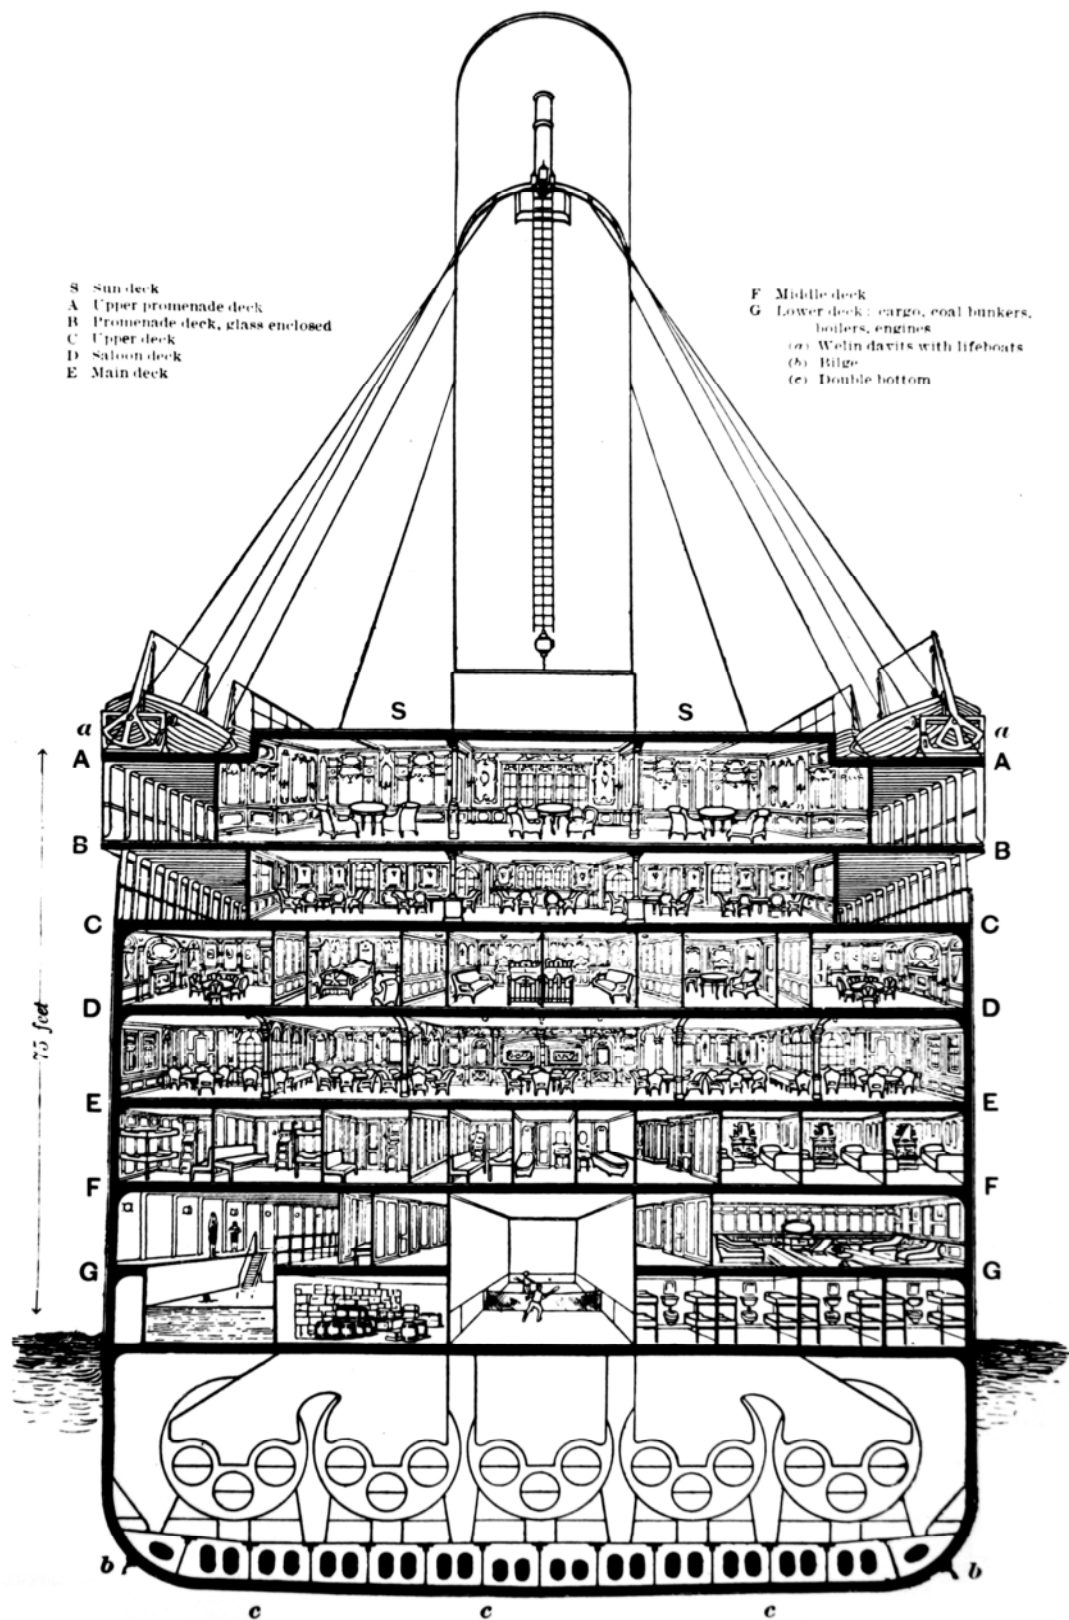 S Sun deck
A Upper promenade deck
B Promenade deck, glass enclosed
C Upper deck
D Saloon deck
E Main deck
F Middle deck
G Lower deck: cargo, coal bunkers,
boilers, engines
(a) Welin davits with lifeboats
(b) Bilge
(c) Double bottom
S S
a a
A A
B B
C C
D D
75 feet
E E
F F
G G
b b
c c c